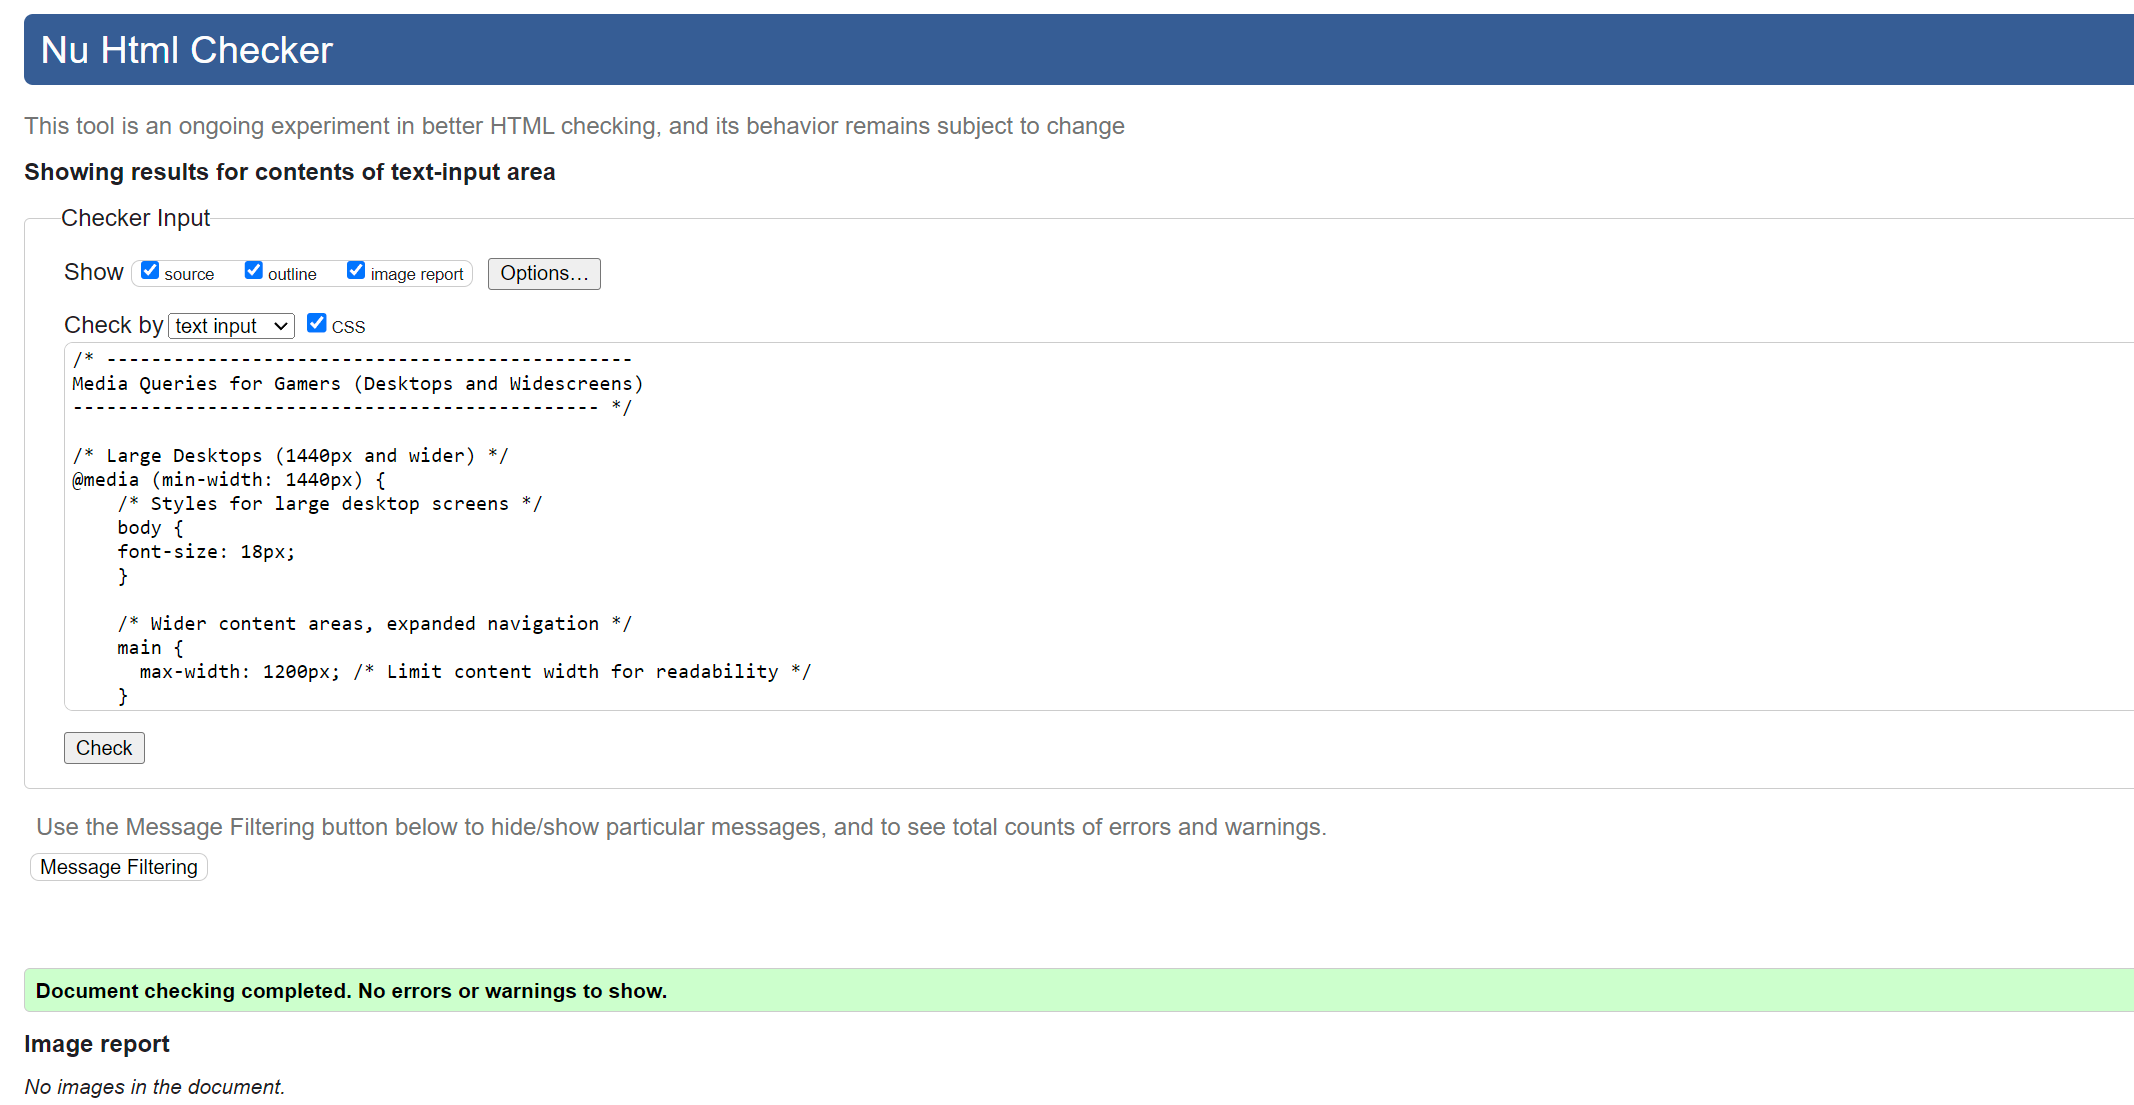 Nu Html Checker
This tool is an ongoing experiment in better HTML checking, and its behavior remains subject to change
Showing results for contents of text-input area
Checker Input
Show source outline image report Options...
Check by text input CSS
/* -----------------------------------------------
Media Queries for Gamers (Desktops and Widescreens)
----------------------------------------------- */
/* Large Desktops (1440px and wider) */
@media (min-width: 1440px) {
/* Styles for large desktop screens */
body {
font-size: 18px;
}
/* Wider content areas, expanded navigation */
main {
max-width: 1200px; /* Limit content width for readability */
}
Check
Use the Message Filtering button below to hide/show particular messages, and to see total counts of errors and warnings.
Message Filtering
Document checking completed. No errors or warnings to show.
Image report
No images in the document.